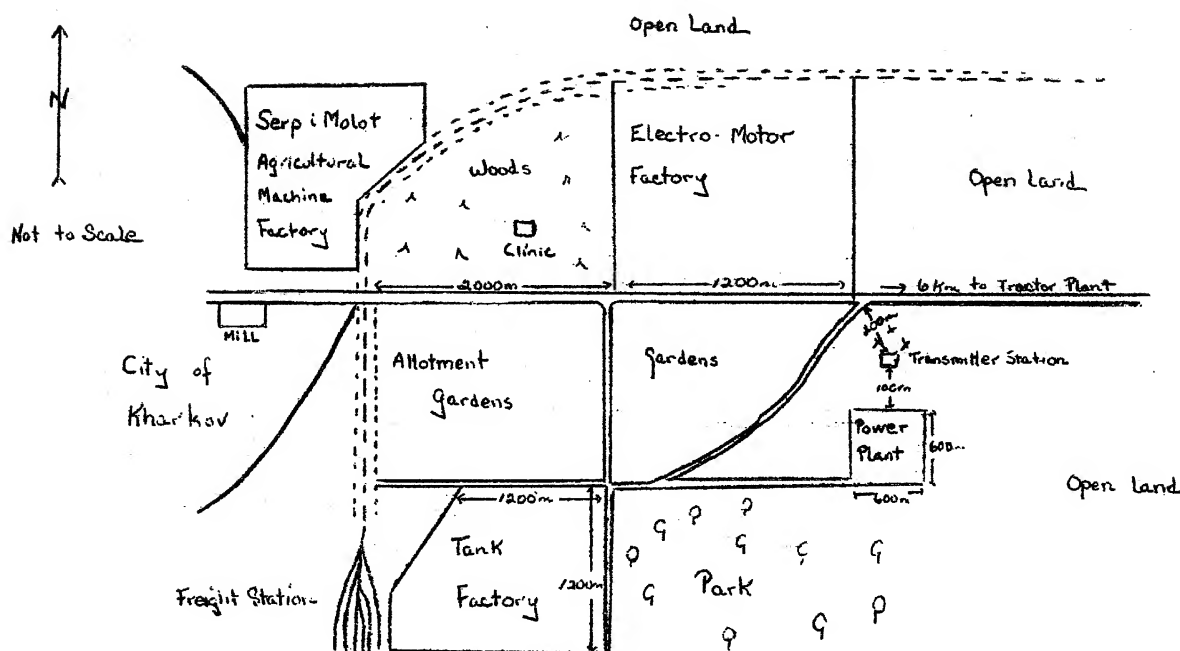 Open Land
N
Not to Scale
Serp i Molot
Agricultural
Machine
Factory
Woods
Clinic
Electro-Motor
Factory
Open Land
2000m
1200m
6 Km to Tractor Plant
Mill
City of
Kharkov
Allotment
Gardens
Gardens
Transmitter Station
100m
Power
Plant
600m
600m
Open Land
1200m
Tank
Factory
1200m
Freight Station
Park